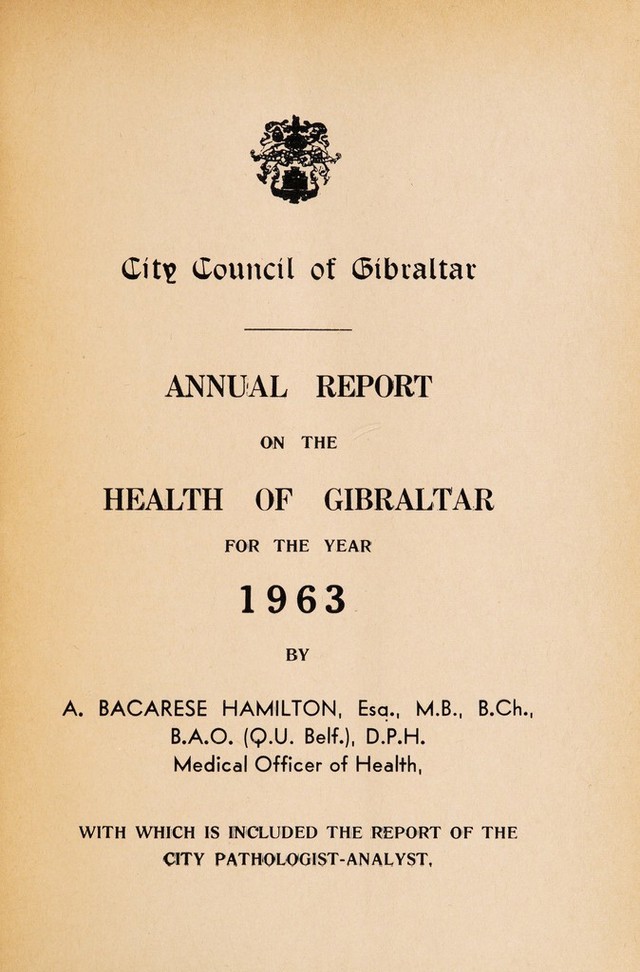 City Council of Gibraltar
ANNUAL REPORT
ON THE
HEALTH OF GIBRALTAR
FOR THE YEAR
1963
BY
A. BACARESE HAMILTON, Esq., M.B., B.Ch.,
B.A.O. (Q.U. Belf.), D.P.H.
Medical Officer of Health,
WITH WHICH IS INCLUDED THE REPORT OF THE
CITY PATHOLOGIST-ANALYST,